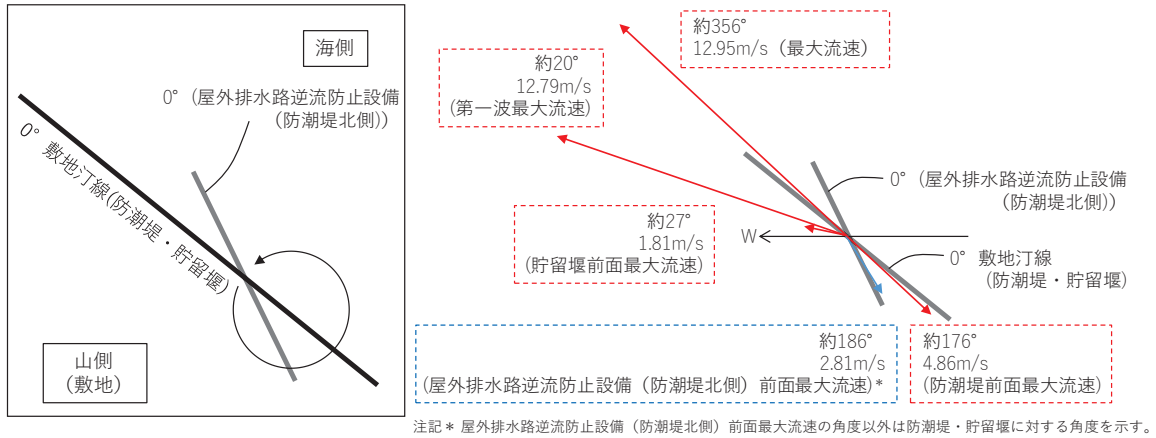 海側
0°（屋外排水路逆流防止設備
（防潮堤北側））
0° 敷地汀線(防潮堤・貯留堰)
山側
（敷地）
約356°
12.95m/s（最大流速）
約20°
12.79m/s
(第一波最大流速)
0°（屋外排水路逆流防止設備
（防潮堤北側））
約27°
1.81m/s
(貯留堰前面最大流速)
W
0° 敷地汀線
（防潮堤・貯留堰）
約186°
2.81m/s
(屋外排水路逆流防止設備（防潮堤北側）前面最大流速)*
約176°
4.86m/s
(防潮堤前面最大流速)
注記＊ 屋外排水路逆流防止設備（防潮堤北側）前面最大流速の角度以外は防潮堤・貯留堰に対する角度を示す。